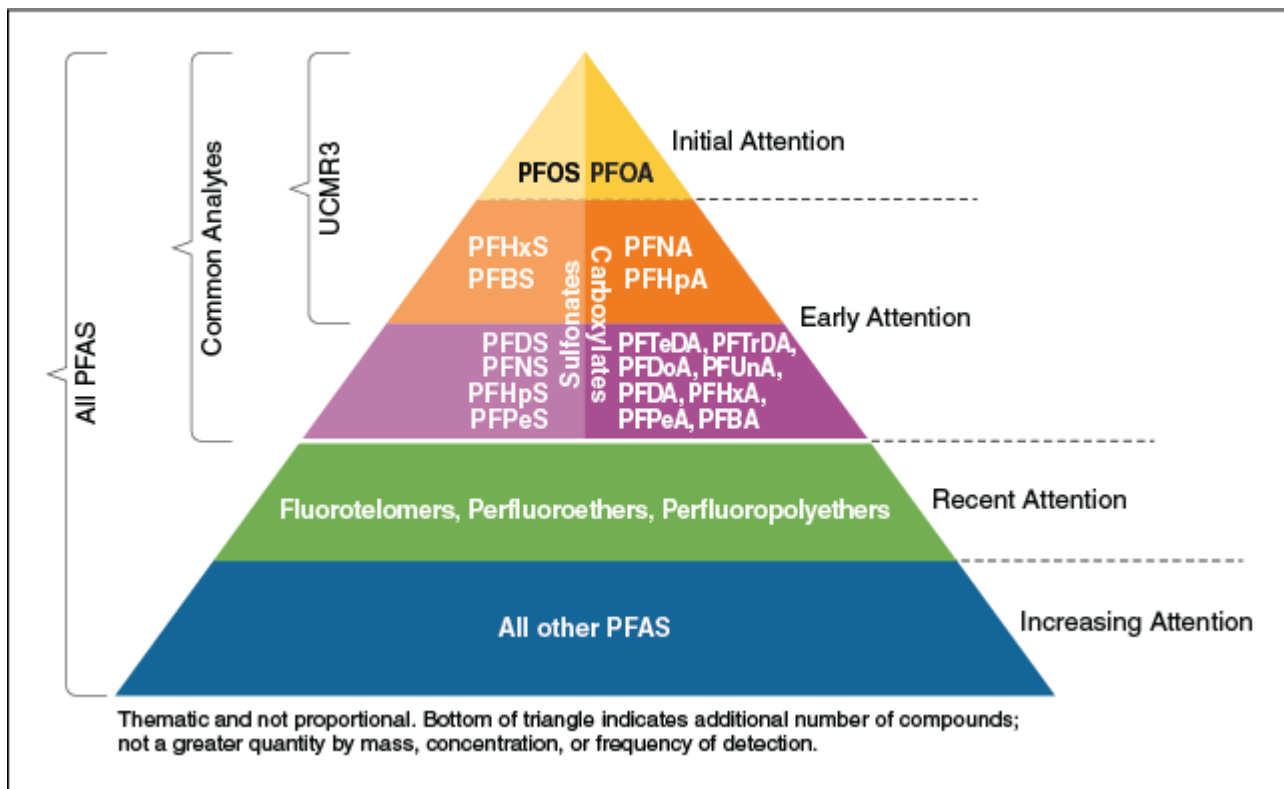 All PFAS
Common Analytes
UCMR3
PFOS PFOA
Initial Attention
PFHxS
PFBS
Sulfonates
Carboxylates
PFNA
PFHpA
Early Attention
PFDS
PFNS
PFHpS
PFPeS
PFTeDA, PFTrDA,
PFDoA, PFUnA,
PFDA, PFHxA,
PFPeA, PFBA
Fluorotelomers, Perfluoroethers, Perfluoropolyethers
Recent Attention
All other PFAS
Increasing Attention
Thematic and not proportional. Bottom of triangle indicates additional number of compounds;
not a greater quantity by mass, concentration, or frequency of detection.